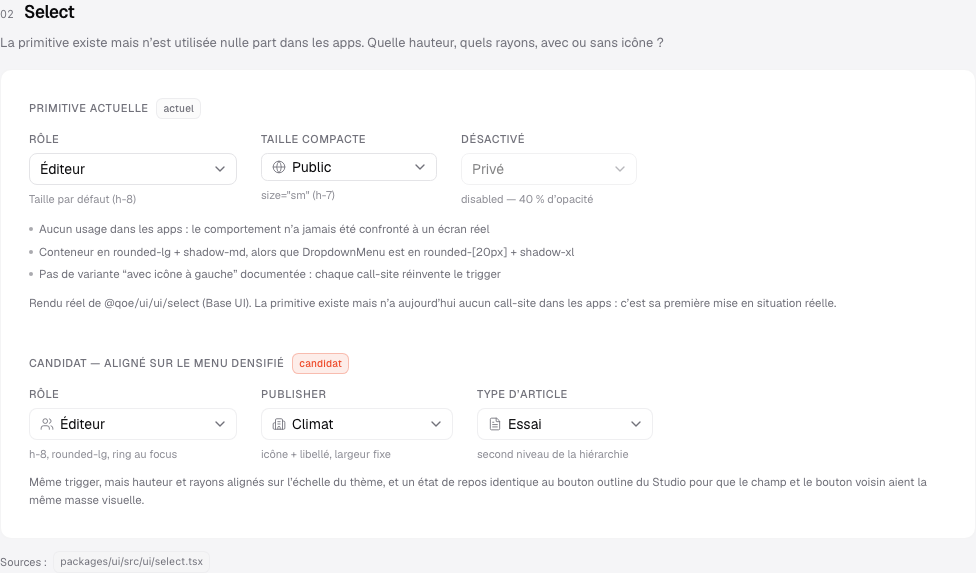 02 Select
La primitive existe mais n’est utilisée nulle part dans les apps. Quelle hauteur, quels rayons, avec ou sans icône ?
PRIMITIVE ACTUELLE actuel
RÔLE TAILLE COMPACTE DÉSACTIVÉ
Éditeur Public Privé
Taille par défaut (h-8) size="sm" (h-7) disabled — 40 % d’opacité
• Aucun usage dans les apps : le comportement n’a jamais été confronté à un écran réel
• Conteneur en rounded-lg + shadow-md, alors que DropdownMenu est en rounded-[20px] + shadow-xl
• Pas de variante “avec icône à gauche” documentée : chaque call-site réinvente le trigger
Rendu réel de @qoe/ui/ui/select (Base UI). La primitive existe mais n’a aujourd’hui aucun call-site dans les apps : c’est sa première mise en situation réelle.
CANDIDAT — ALIGNÉ SUR LE MENU DENSIFIÉ candidat
RÔLE PUBLISHER TYPE D’ARTICLE
Éditeur Climat Essai
h-8, rounded-lg, ring au focus icône + libellé, largeur fixe second niveau de la hiérarchie
Même trigger, mais hauteur et rayons alignés sur l’échelle du thème, et un état de repos identique au bouton outline du Studio pour que le champ et le bouton voisin aient la
même masse visuelle.
Sources : packages/ui/src/ui/select.tsx